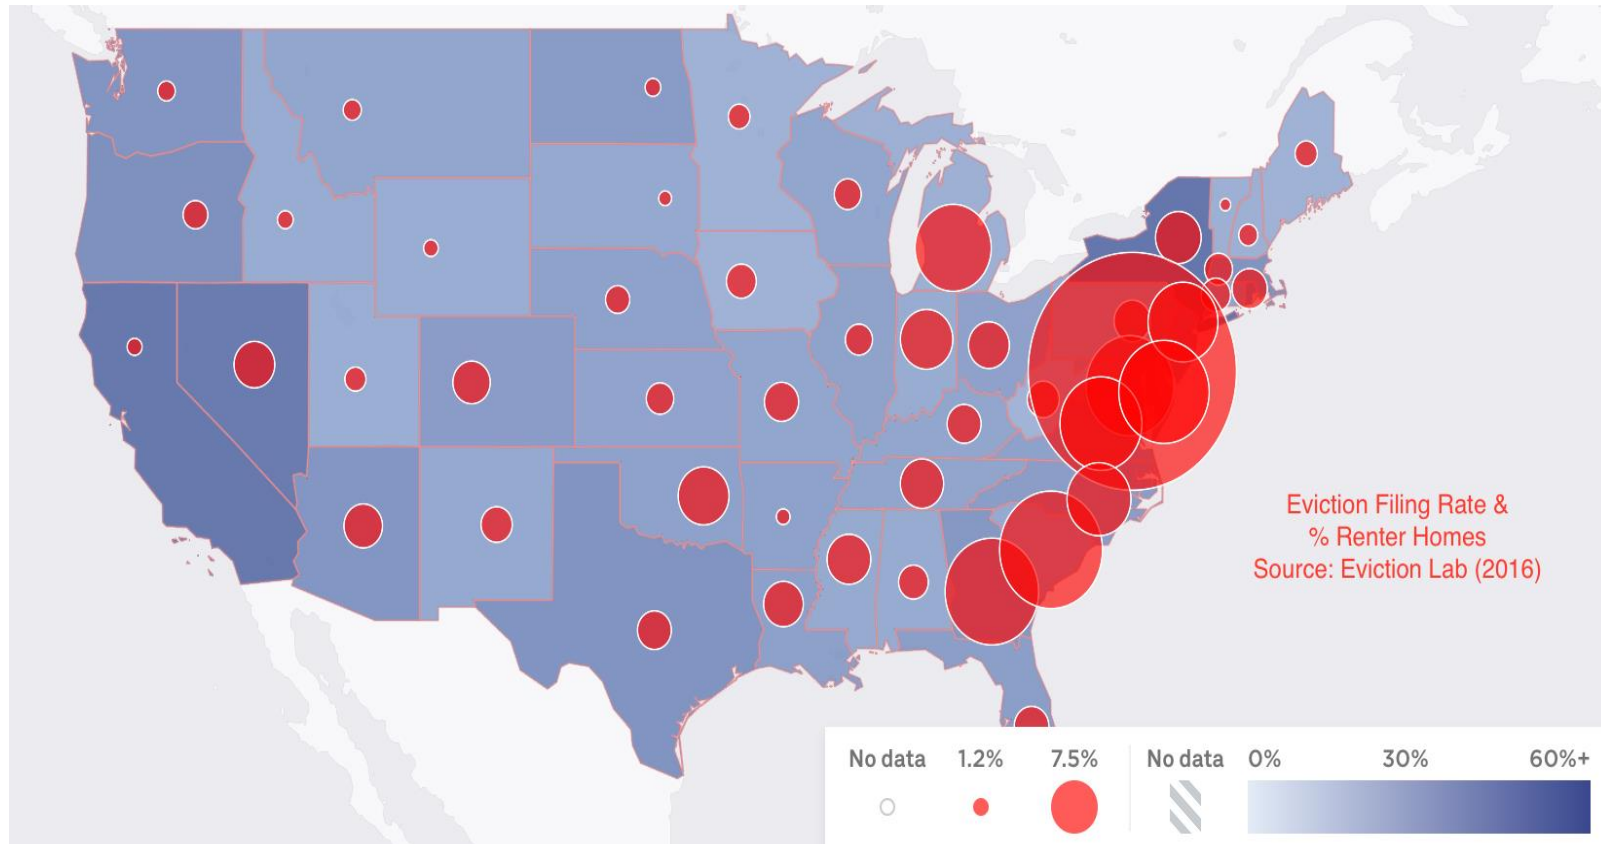 Eviction Filing Rate &
% Renter Homes
Source: Eviction Lab (2016)
No data 1.2% 7.5% No data 0% 30% 60%+